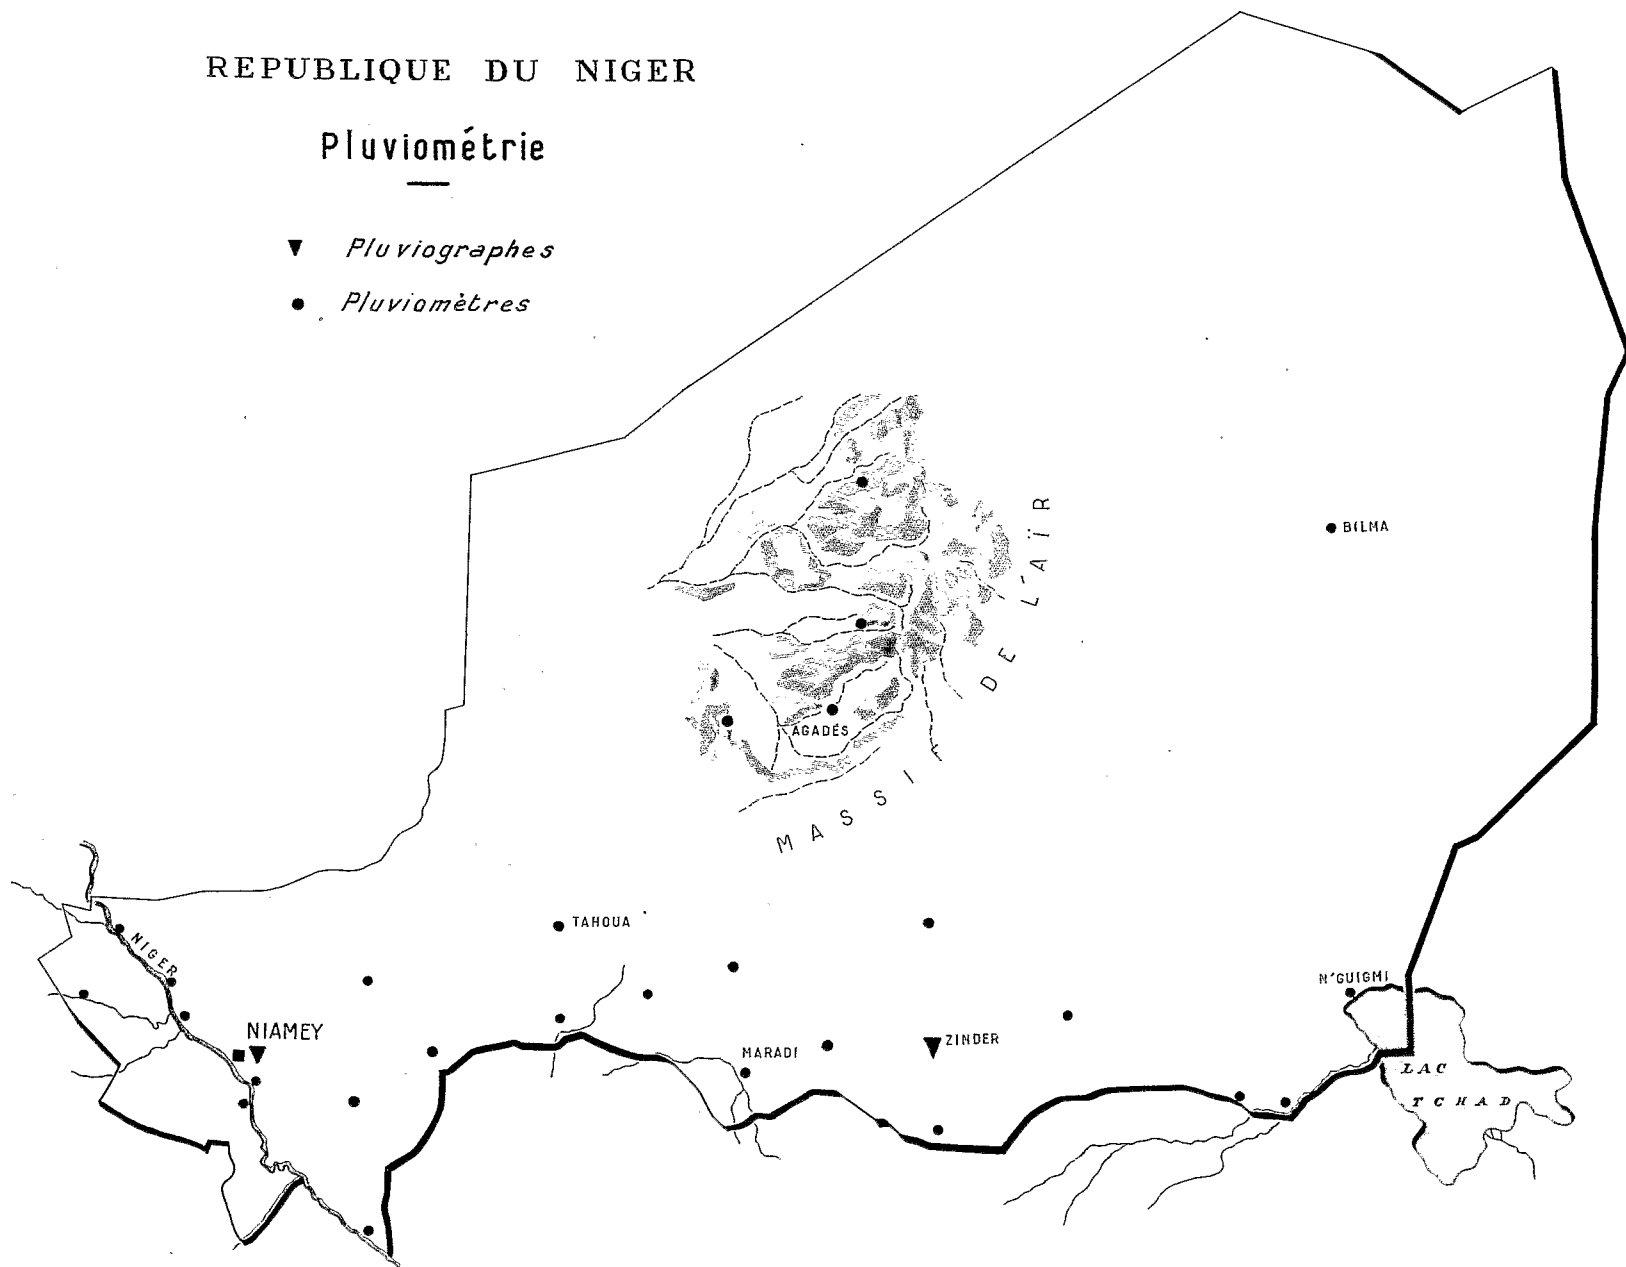 REPUBLIQUE DU NIGER
Pluviométrie
Pluviographes
Pluviomètres
BILMA
MASSIF DE L'AÏR
AGADÉS
TAHOUA
NIGER
N'GUIGMI
NIAMEY
ZINDER
MARADI
LAC
TCHAD